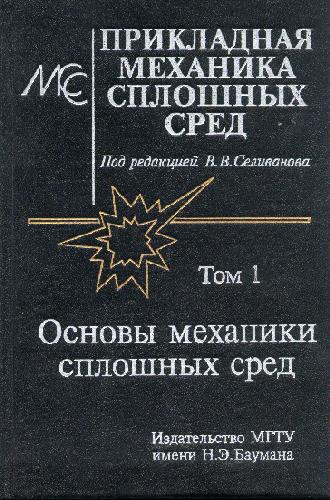 МСС
ПРИКЛАДНАЯ
МЕХАНИКА
СПЛОШНЫХ
СРЕД
Под редакцией В.В.Селиванова
Том 1
Основы механики
сплошных сред
Издательство МГТУ
имени Н.Э.Баумана